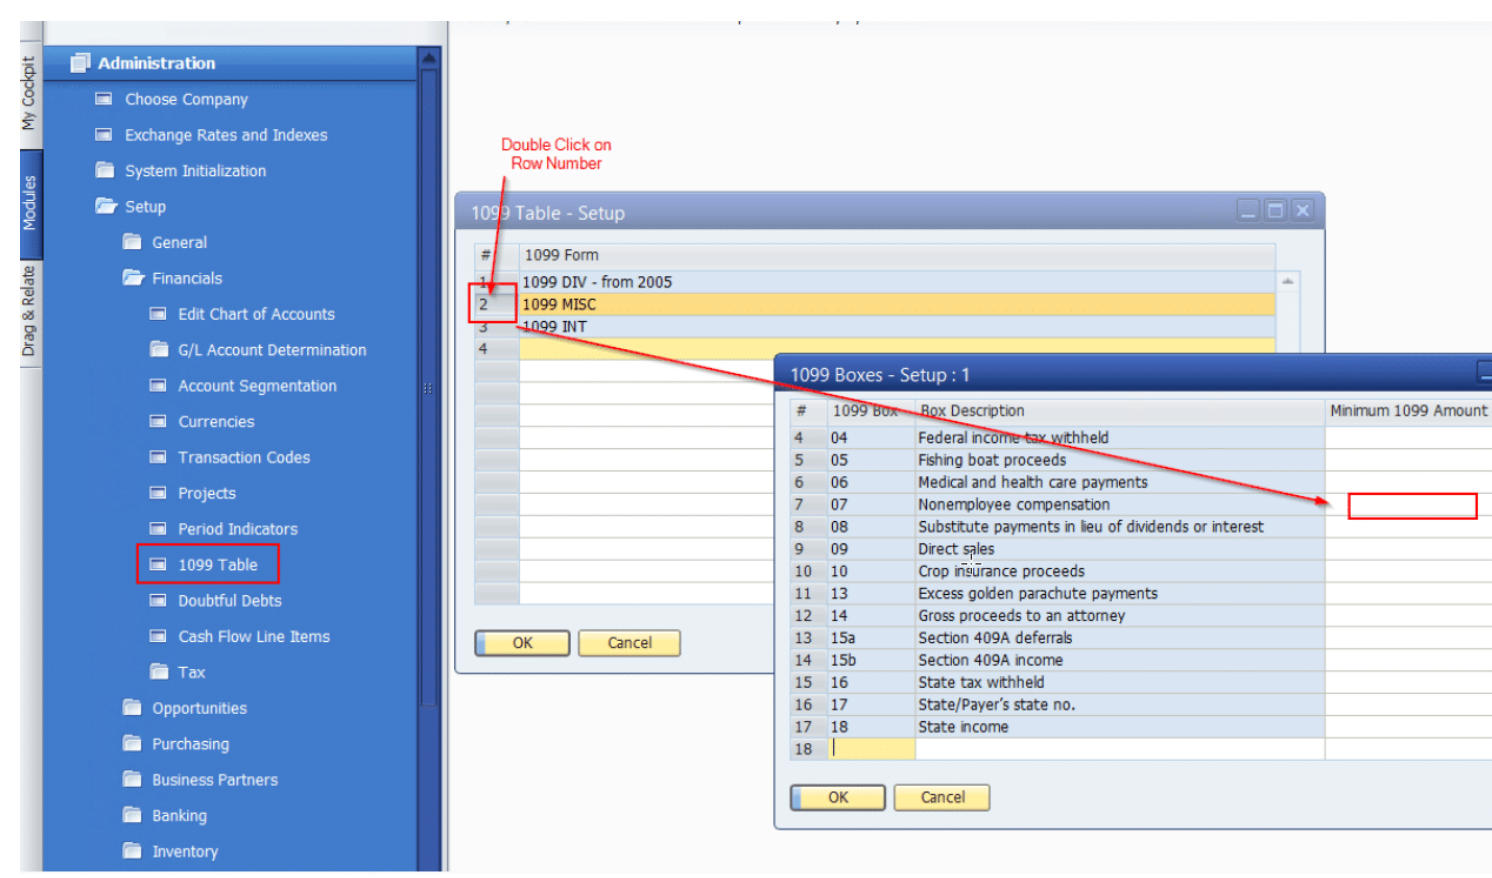 My Cockpit
Modules
Drag & Relate
Administration
Choose Company
Exchange Rates and Indexes
System Initialization
Setup
General
Financials
Edit Chart of Accounts
G/L Account Determination
Account Segmentation
Currencies
Transaction Codes
Projects
Period Indicators
1099 Table
Doubtful Debts
Cash Flow Line Items
Tax
Opportunities
Purchasing
Business Partners
Banking
Inventory
Double Click on
Row Number
1099 Table - Setup
# 1099 Form
1 1099 DIV - from 2005
2 1099 MISC
3 1099 INT
4
OK Cancel
1099 Boxes - Setup : 1
# 1099 Box Box Description Minimum 1099 Amount
4 04 Federal income tax withheld
5 05 Fishing boat proceeds
6 06 Medical and health care payments
7 07 Nonemployee compensation
8 08 Substitute payments in lieu of dividends or interest
9 09 Direct sales
10 10 Crop insurance proceeds
11 13 Excess golden parachute payments
12 14 Gross proceeds to an attorney
13 15a Section 409A deferrals
14 15b Section 409A income
15 16 State tax withheld
16 17 State/Payer's state no.
17 18 State income
18
OK Cancel